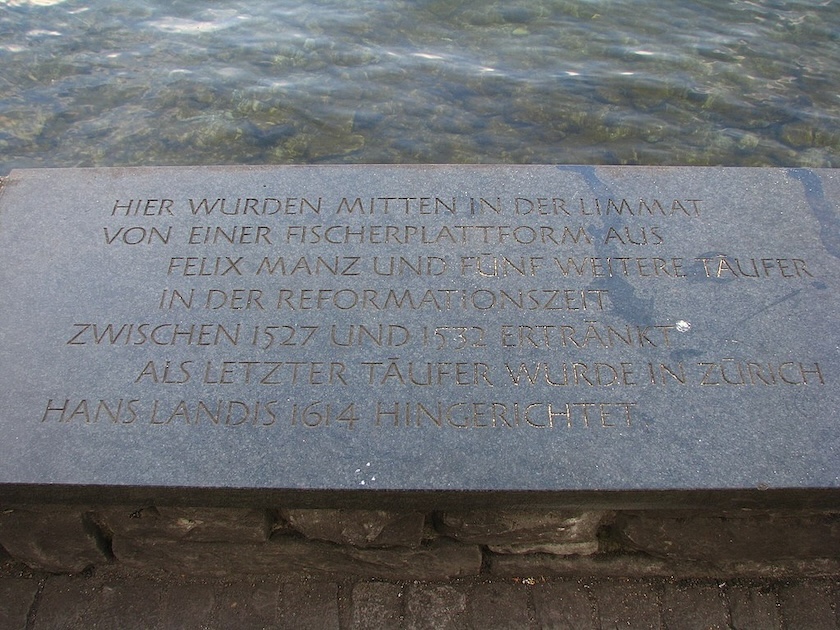 HIER WURDEN MITTEN IN DER LIMMAT
VON EINER FISCHERPLATTFORM AUS
FELIX MANZ UND FÜNF WEITERE TÄUFER
IN DER REFORMATIONSZEIT
ZWISCHEN 1527 UND 1532 ERTRÄNKT
ALS LETZTER TÄUFER WURDE IN ZÜRICH
HANS LANDIS 1614 HINGERICHTET